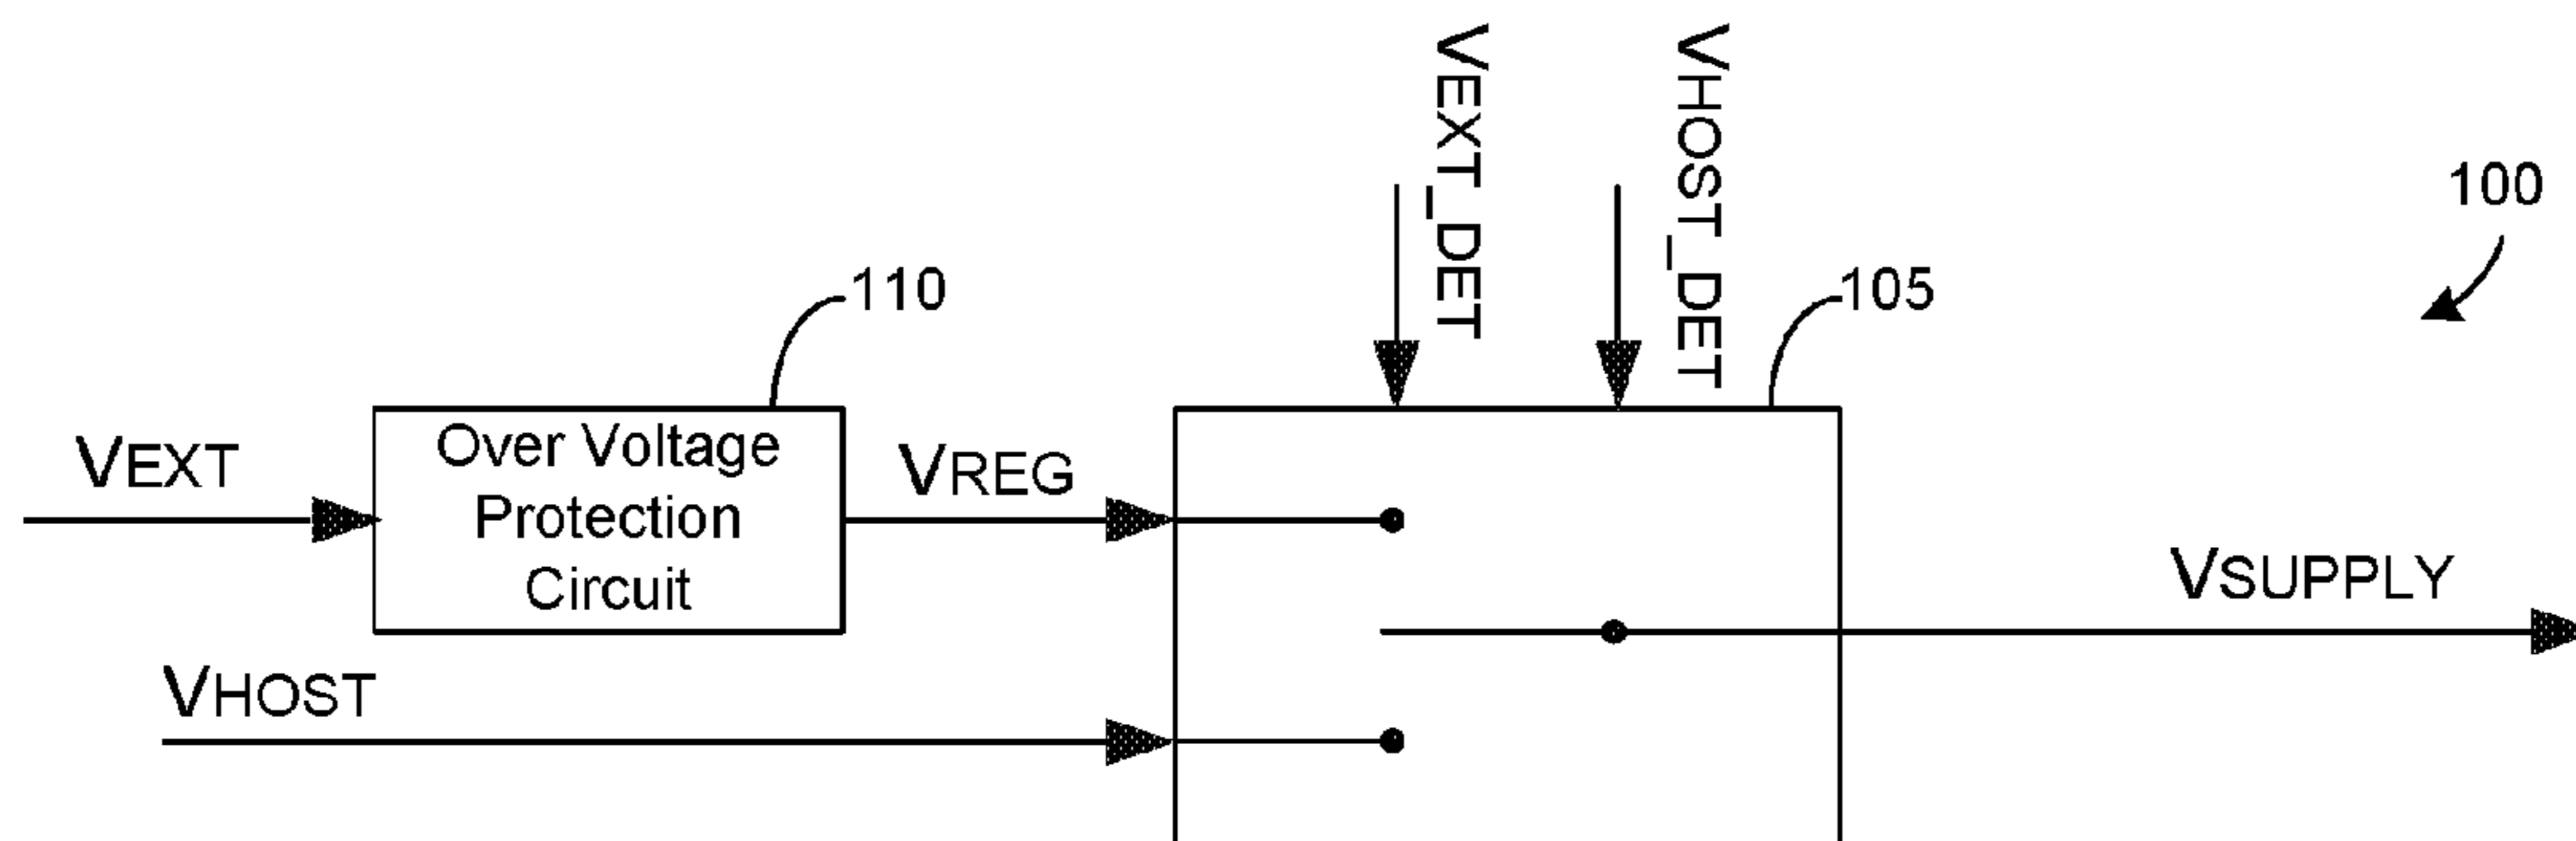 VEXT_DET
VHOST_DET
100
110
105
VEXT
Over Voltage
Protection
Circuit
VREG
VSUPPLY
VHOST